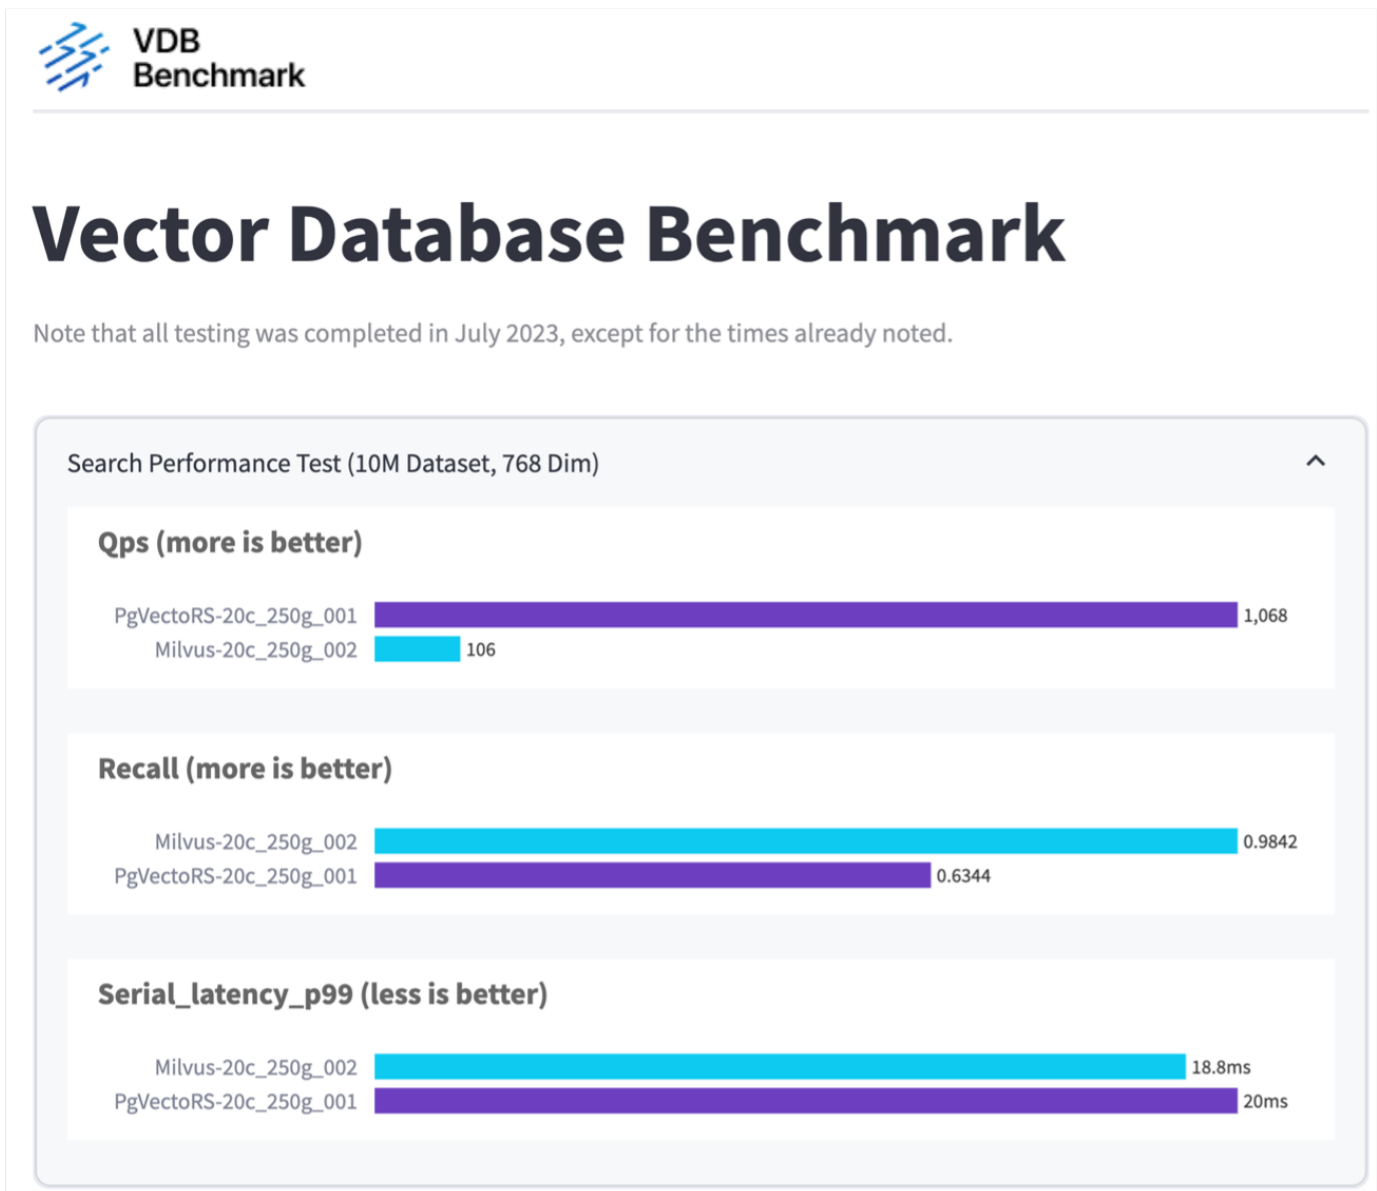 VDB
Benchmark
Vector Database Benchmark
Note that all testing was completed in July 2023, except for the times already noted.
Search Performance Test (10M Dataset, 768 Dim)
Qps (more is better)
PgVectoRS-20c_250g_001 1,068
Milvus-20c_250g_002 106
Recall (more is better)
Milvus-20c_250g_002 0.9842
PgVectoRS-20c_250g_001 0.6344
Serial_latency_p99 (less is better)
Milvus-20c_250g_002 18.8ms
PgVectoRS-20c_250g_001 20ms